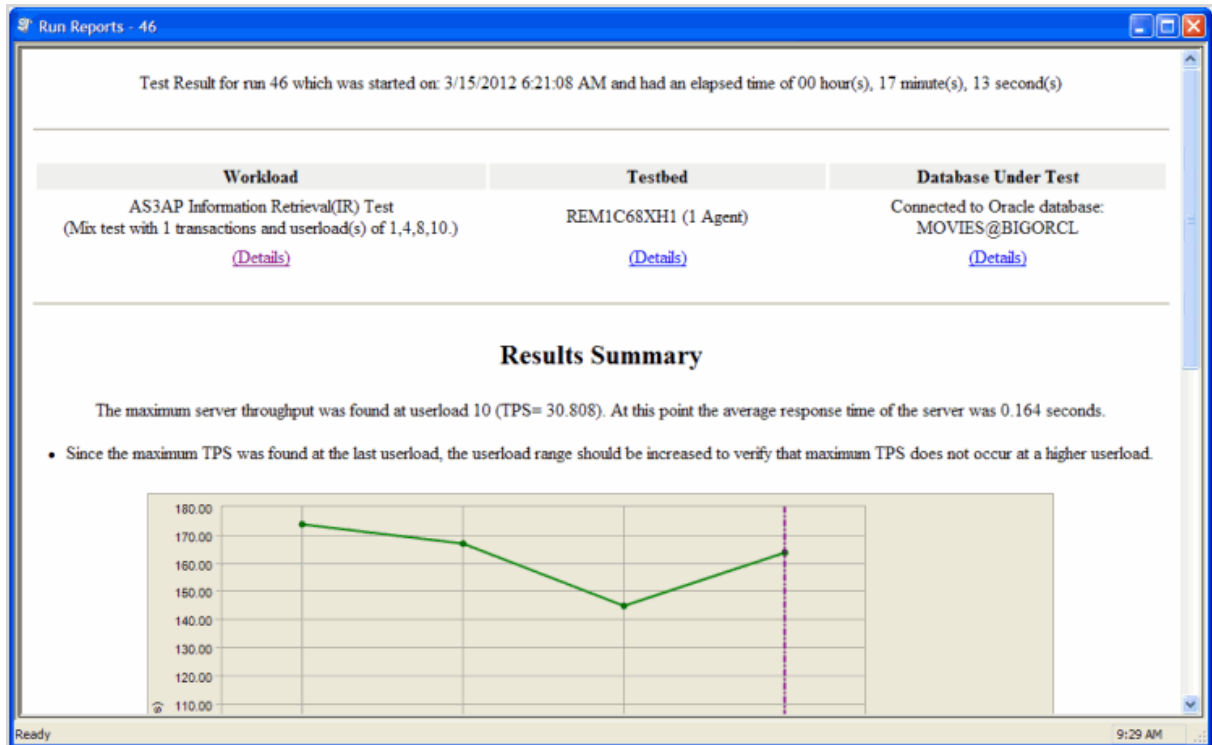 Run Reports - 46
Test Result for run 46 which was started on: 3/15/2012 6:21:08 AM and had an elapsed time of 00 hour(s), 17 minute(s), 13 second(s)
Workload
Testbed
Database Under Test
AS3AP Information Retrieval(IR) Test
(Mix test with 1 transactions and userload(s) of 1,4,8,10.)
(Details)
REM1C68XH1 (1 Agent)
(Details)
Connected to Oracle database:
MOVIES@BIGORCL
(Details)
Results Summary
The maximum server throughput was found at userload 10 (TPS= 30.808). At this point the average response time of the server was 0.164 seconds.
• Since the maximum TPS was found at the last userload, the userload range should be increased to verify that maximum TPS does not occur at a higher userload.
180.00
170.00
160.00
150.00
140.00
130.00
120.00
110.00
s)
Ready
9:29 AM